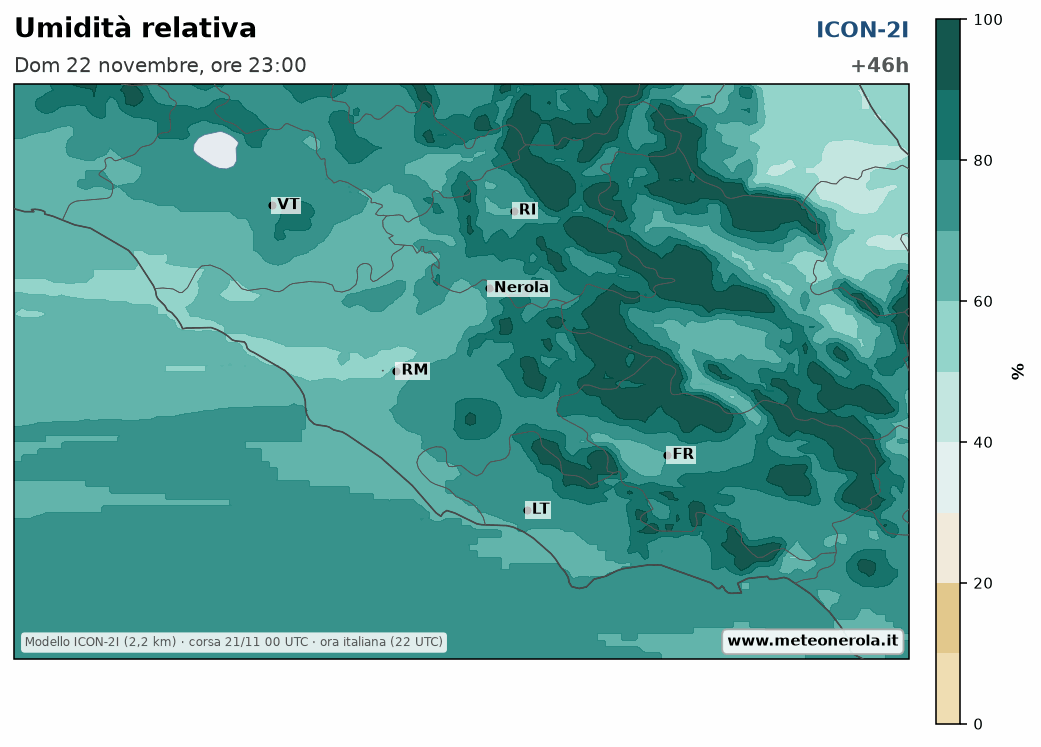 Umidità relativa
ICON-2I
Dom 22 novembre, ore 23:00
+46h
100
80
60
40
20
0
%
VT
RI
Nerola
RM
FR
LT
Modello ICON-2I (2,2 km) · corsa 21/11 00 UTC · ora italiana (22 UTC)
www.meteonerola.it